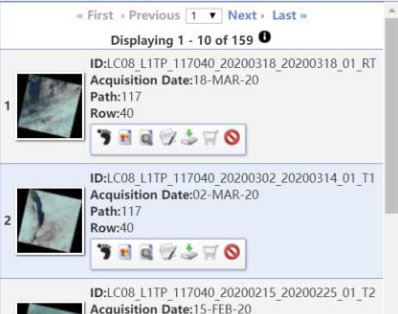 « First ‹ Previous 1 Next › Last »
Displaying 1 - 10 of 159
1
ID:LC08_L1TP_117040_20200318_20200318_01_RT
Acquisition Date:18-MAR-20
Path:117
Row:40
2
ID:LC08_L1TP_117040_20200302_20200314_01_T1
Acquisition Date:02-MAR-20
Path:117
Row:40
ID:LC08_L1TP_117040_20200215_20200225_01_T2
Acquisition Date:15-FEB-20